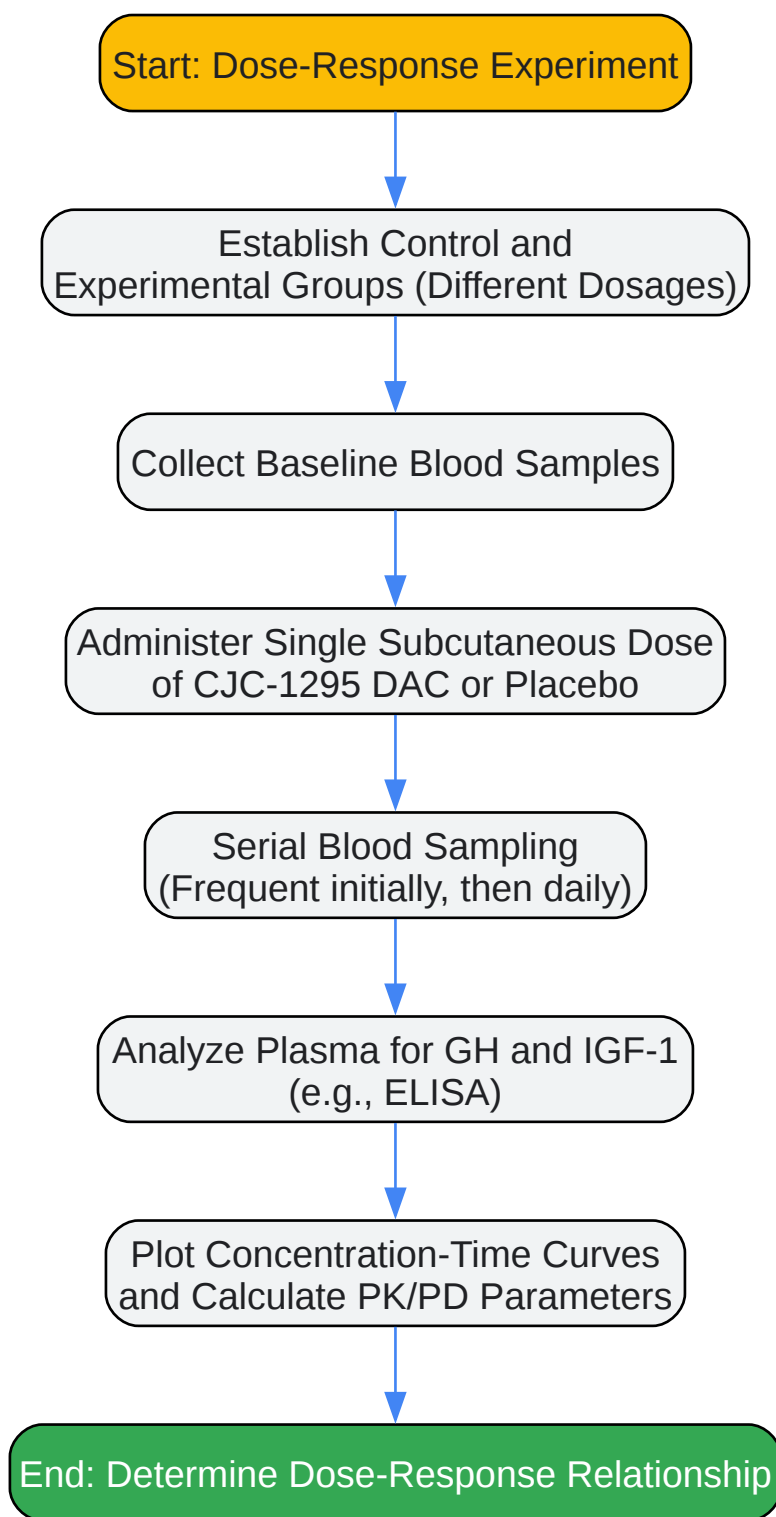 Start: Dose-Response Experiment
Establish Control and
Experimental Groups (Different Dosages)
Collect Baseline Blood Samples
Administer Single Subcutaneous Dose
of CJC-1295 DAC or Placebo
Serial Blood Sampling
(Frequent initially, then daily)
Analyze Plasma for GH and IGF-1
(e.g., ELISA)
Plot Concentration-Time Curves
and Calculate PK/PD Parameters
End: Determine Dose-Response Relationship